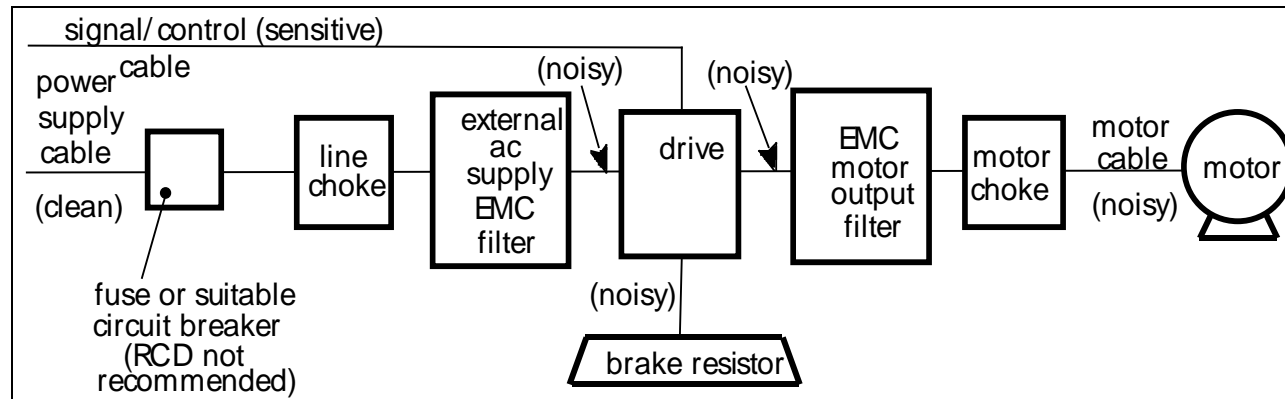 signal/control (sensitive)
cable
power
supply
cable
(clean)
fuse or suitable
circuit breaker
(RCD not
recommended)
line
choke
external
ac
supply
EMC
filter
(noisy)
drive
(noisy)
(noisy)
brake resistor
EMC
motor
output
filter
motor
choke
motor
cable
(noisy)
motor